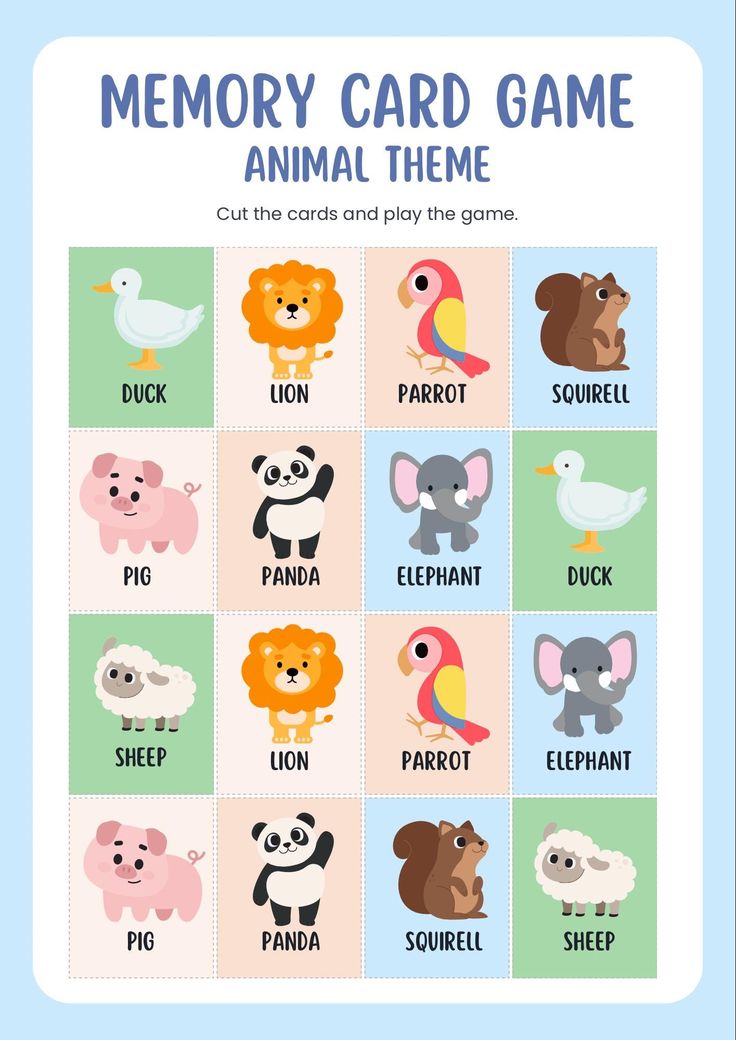 MEMORY CARD GAME
ANIMAL THEME
Cut the cards and play the game.
DUCK
LION
PARROT
SQUIRELL
PIG
PANDA
ELEPHANT
DUCK
SHEEP
LION
PARROT
ELEPHANT
PIG
PANDA
SQUIRELL
SHEEP